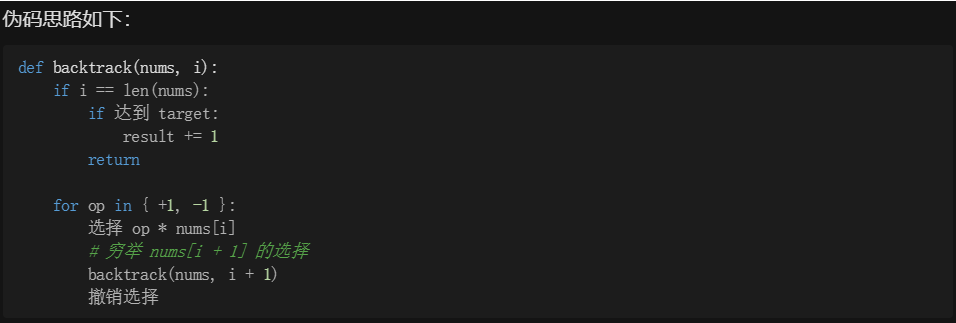 伪码思路如下：
def backtrack(nums, i):
    if i == len(nums):
        if 达到 target:
            result += 1
        return
    for op in { +1, -1 }:
        选择 op * nums[i]
        # 穷举 nums[i + 1] 的选择
        backtrack(nums, i + 1)
        撤销选择